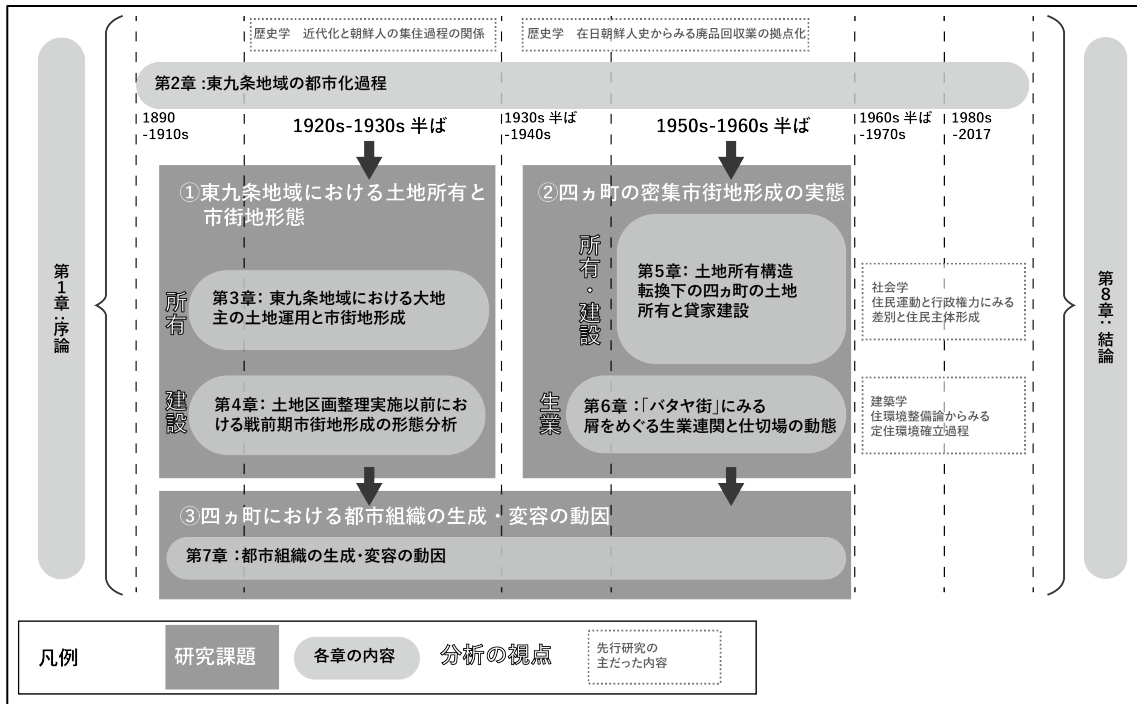 歴史学　近代化と朝鮮人の集住過程の関係
歴史学　在日朝鮮人史からみる廃品回収業の拠点化
第2章 :東九条地域の都市化過程
1890
-1910s
1920s-1930s 半ば
1930s 半ば
-1940s
1950s-1960s 半ば
1960s 半ば
-1970s
1980s
-2017
第1章:序論
①東九条地域における土地所有と
市街地形態
所有
第3章: 東九条地域における大地
主の土地運用と市街地形成
建設
第4章: 土地区画整理実施以前にお
ける戦前期市街地形成の形態分析
②四ヵ町の密集市街地形成の実態
所有・建設
第5章: 土地所有構造
転換下の四ヵ町の土地
所有と貸家建設
生業
第6章 :「バタヤ街」にみる
屑をめぐる生業連関と仕切場の動態
社会学
住民運動と行政権力にみる
差別と住民主体形成
建築学
住環境整備論からみる
定住環境確立過程
第8章: 結論
③四ヵ町における都市組織の生成・変容の動因
第7章 :都市組織の生成・変容の動因
凡例
研究課題
各章の内容
分析の視点
先行研究の
主だった内容